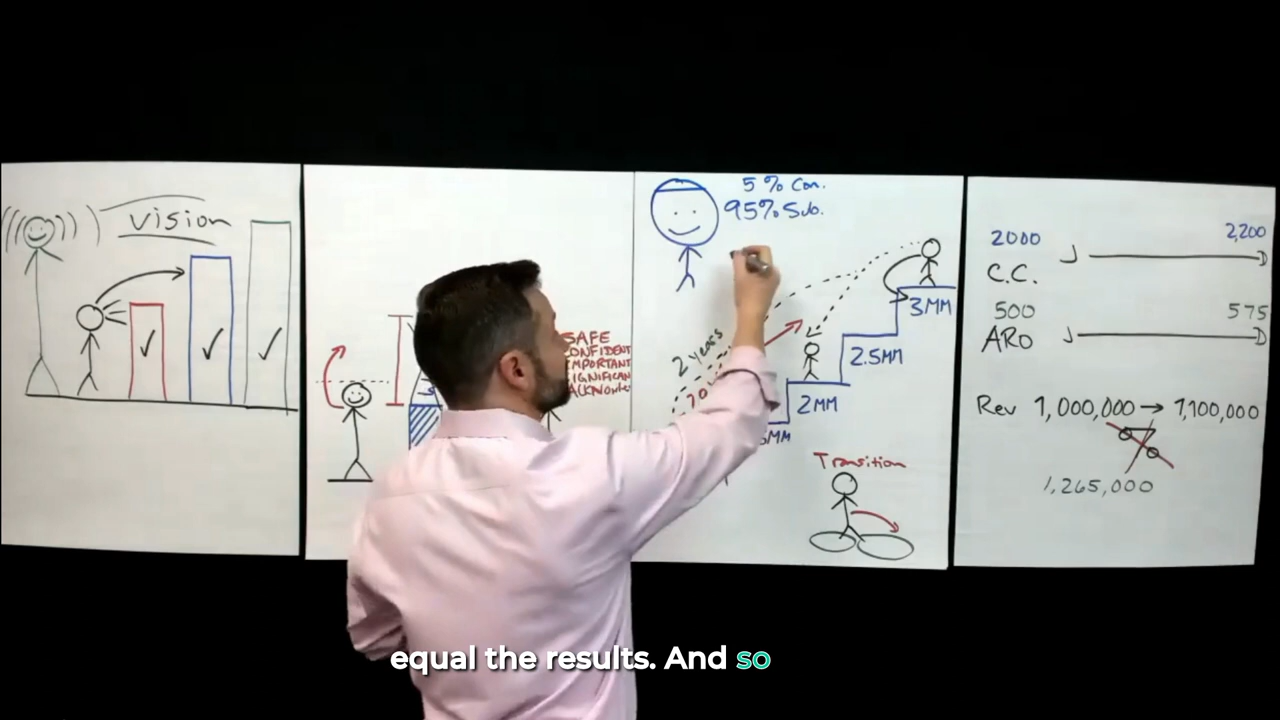 vision
SAFE
CONFIDENT
IMPORTANT
SIGNIFICAN
5% Con.
95% Sub.
2 years
3MM
2.5MM
2MM
Transition
2000
2,200
C.C.
500
575
ARO
Rev 1,000,000 → 1,100,000
1,265,000
equal the results. And so